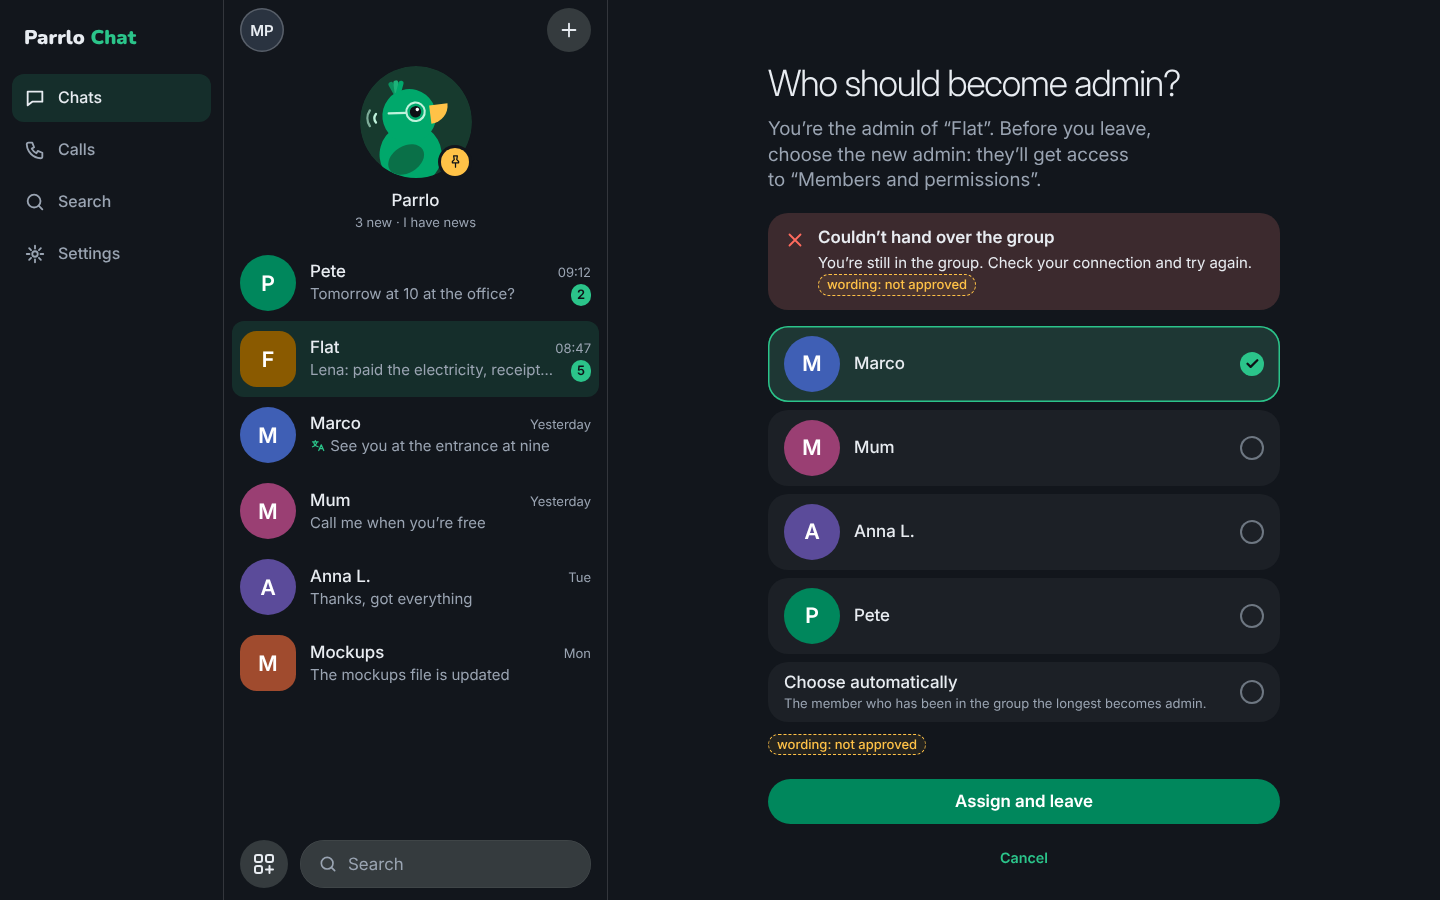 Parrlo Chat
Chats
Calls
Search
Settings
MP
Parrlo
3 new · I have news
P
Pete
09:12
Tomorrow at 10 at the office?
2
F
Flat
08:47
Lena: paid the electricity, receipt...
5
M
Marco
Yesterday
See you at the entrance at nine
M
Mum
Yesterday
Call me when you’re free
A
Anna L.
Tue
Thanks, got everything
M
Mockups
Mon
The mockups file is updated
Search
Who should become admin?
You’re the admin of “Flat”. Before you leave,
choose the new admin: they’ll get access
to “Members and permissions”.
Couldn’t hand over the group
You’re still in the group. Check your connection and try again.
wording: not approved
M
Marco
M
Mum
A
Anna L.
P
Pete
Choose automatically
The member who has been in the group the longest becomes admin.
wording: not approved
Assign and leave
Cancel